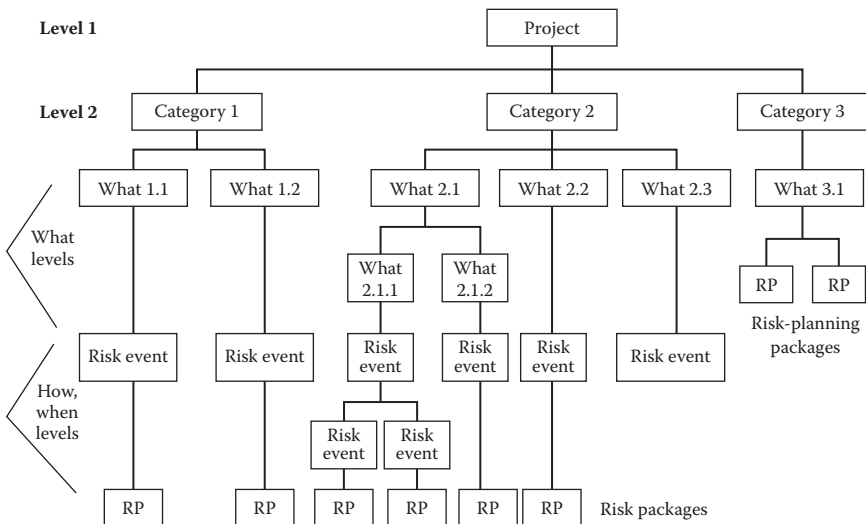 Level 1
Project
Level 2
Category 1
Category 2
Category 3
What 1.1
What 1.2
What 2.1
What 2.2
What 2.3
What 3.1
What
levels
What
2.1.1
What
2.1.2
RP
RP
Risk-planning
packages
Risk event
Risk event
Risk
event
Risk
event
Risk
event
Risk event
How,
when
levels
Risk
event
Risk
event
RP
RP
RP
RP
RP
RP
Risk packages